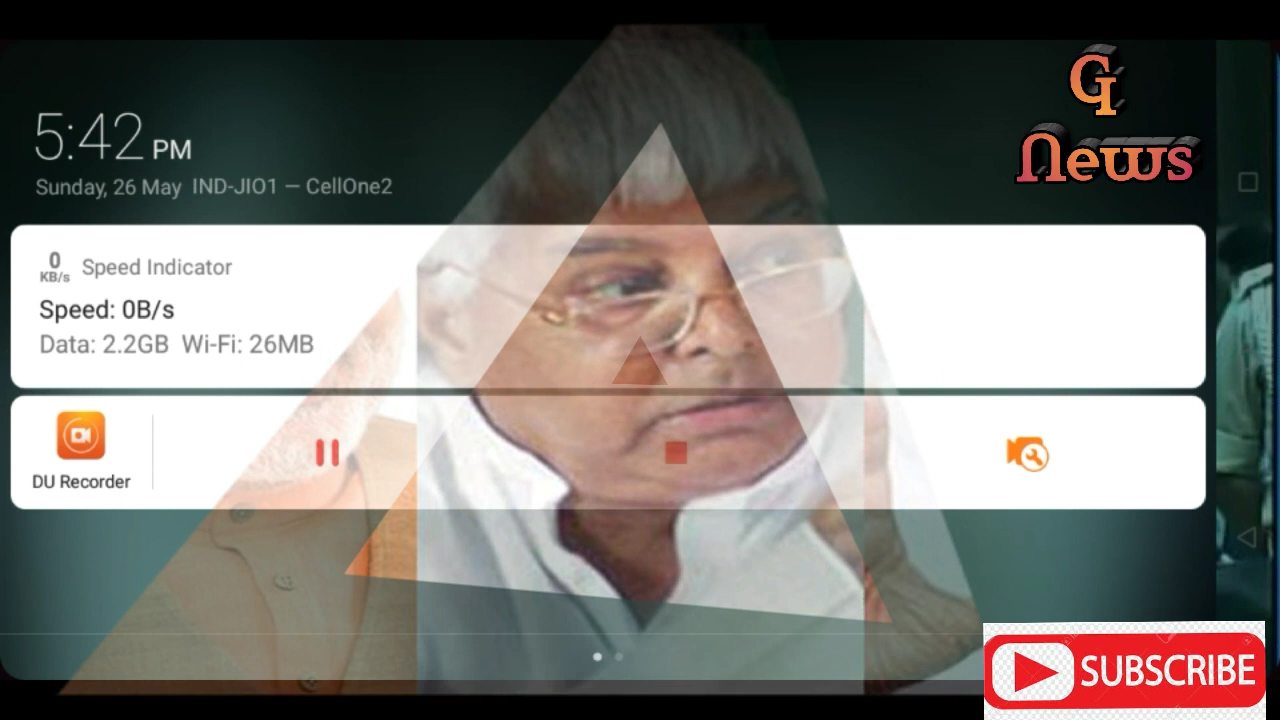 GI
News
5:42 PM
Sunday, 26 May IND-JIO1 — CellOne2
0
KB/s
Speed Indicator
Speed: 0B/s
Data: 2.2GB Wi-Fi: 26MB
DU Recorder
SUBSCRIBE